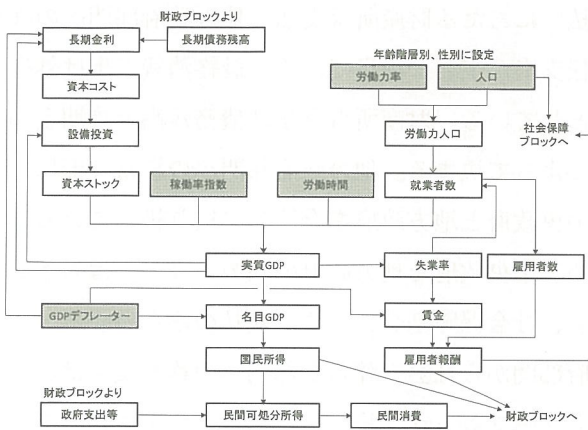 財政ブロックより
長期金利
長期債務残高
年齢階層別、性別に設定
労働力率
人口
資本コスト
設備投資
労働力人口
社会保障
ブロックへ
資本ストック
稼働率指数
労働時間
就業者数
実質GDP
失業率
雇用者数
GDPデフレーター
名目GDP
賃金
国民所得
雇用者報酬
財政ブロックより
政府支出等
民間可処分所得
民間消費
財政ブロックへ